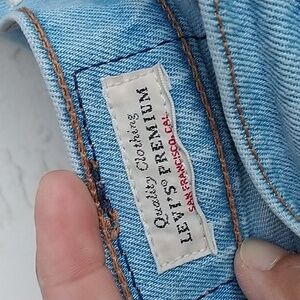 Quality Clothing
LEVI'S® PREMIUM
SAN FRANCISCO, CAL.